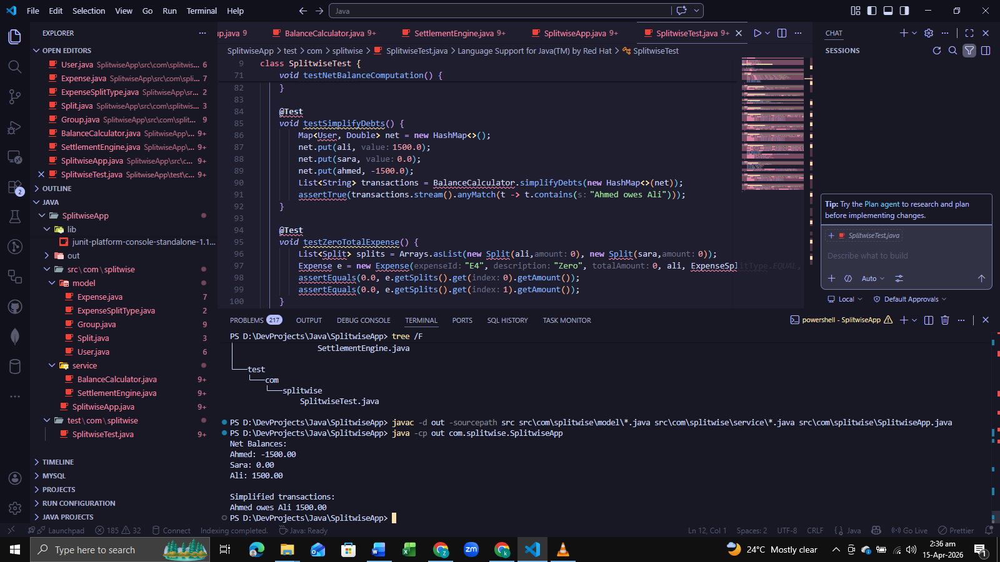 File Edit Selection View Go Run Terminal Help
Java
EXPLORER
OPEN EDITORS
User.java SplitwiseApp\src\com\splitwis... 6
Expense.java SplitwiseApp\src\com\spli... 7
ExpenseSplitType.java SplitwiseApp\sr... 2
Split.java SplitwiseApp\src\com\splitwis... 3
Group.java SplitwiseApp\src\com\split... 9
BalanceCalculator.java SplitwiseApp\... 9+
SettlementEngine.java SplitwiseApp\... 9+
SplitwiseApp.java SplitwiseApp\src\c... 9+
SplitwiseTest.java SplitwiseApp\test\c... 9+
OUTLINE
JAVA
SplitwiseApp
lib
junit-platform-console-standalone-1.1...
out
src\com\splitwise
model
Expense.java 7
ExpenseSplitType.java 2
Group.java 9
Split.java 3
User.java 6
service
BalanceCalculator.java 9+
SettlementEngine.java 9+
SplitwiseApp.java 9+
test\com\splitwise
SplitwiseTest.java 9+
TIMELINE
MYSQL
PROJECTS
RUN CONFIGURATION
JAVA PROJECTS
2
up.java 9 BalanceCalculator.java 9+ SettlementEngine.java 9+ SplitwiseApp.java 9+ SplitwiseTest.java 9+
SplitwiseApp > test > com > splitwise > SplitwiseTest.java > Language Support for Java(TM) by Red Hat > SplitwiseTest
9 class SplitwiseTest {
71 void testNetBalanceComputation() {
82 }
83
84 @Test
85 void testSimplifyDebts() {
86 Map<User, Double> net = new HashMap<>();
87 net.put(ali, value: 1500.0);
88 net.put(sara, value: 0.0);
89 net.put(ahmed, -1500.0);
90 List<String> transactions = BalanceCalculator.simplifyDebts(new HashMap<>(net));
91 assertTrue(transactions.stream().anyMatch(t -> t.contains(s: "Ahmed owes Ali")));
92 }
93
94 @Test
95 void testZeroTotalExpense() {
96 List<Split> splits = Arrays.asList(new Split(ali,amount: 0), new Split(sara,amount: 0));
97 Expense e = new Expense(expenseId: "E4", description: "Zero", totalAmount: 0, ali, ExpenseSplitType.EQUAL,
98 assertEquals(0.0, e.getSplits().get(index: 0).getAmount());
99 assertEquals(0.0, e.getSplits().get(index: 1).getAmount());
100 }
PROBLEMS 217 OUTPUT DEBUG CONSOLE TERMINAL PORTS SQL HISTORY TASK MONITOR
powershell - SplitwiseApp
PS D:\DevProjects\Java\SplitwiseApp> tree /F
SettlementEngine.java
test
com
splitwise
SplitwiseTest.java
PS D:\DevProjects\Java\SplitwiseApp> javac -d out -sourcepath src src\com\splitwise\model\*.java src\com\splitwise\service\*.java src\com\splitwise\SplitwiseApp.java
PS D:\DevProjects\Java\SplitwiseApp> java -cp out com.splitwise.SplitwiseApp
Net Balances:
Ahmed: -1500.00
Sara: 0.00
Ali: 1500.00
Simplified transactions:
Ahmed owes Ali 1500.00
PS D:\DevProjects\Java\SplitwiseApp>
CHAT
SESSIONS
Tip: Try the Plan agent to research and plan
before implementing changes.
SplitwiseTest.java
Describe what to build
Auto
Local Default Approvals
Launchpad 185 32 Connect Indexing completed. Java: Ready
Ln 12, Col 1 Spaces: 2 UTF-8 CRLF Java Go Live Prettier
Type here to search
zm
24°C Mostly clear
2:36 am
15-Apr-2026
1